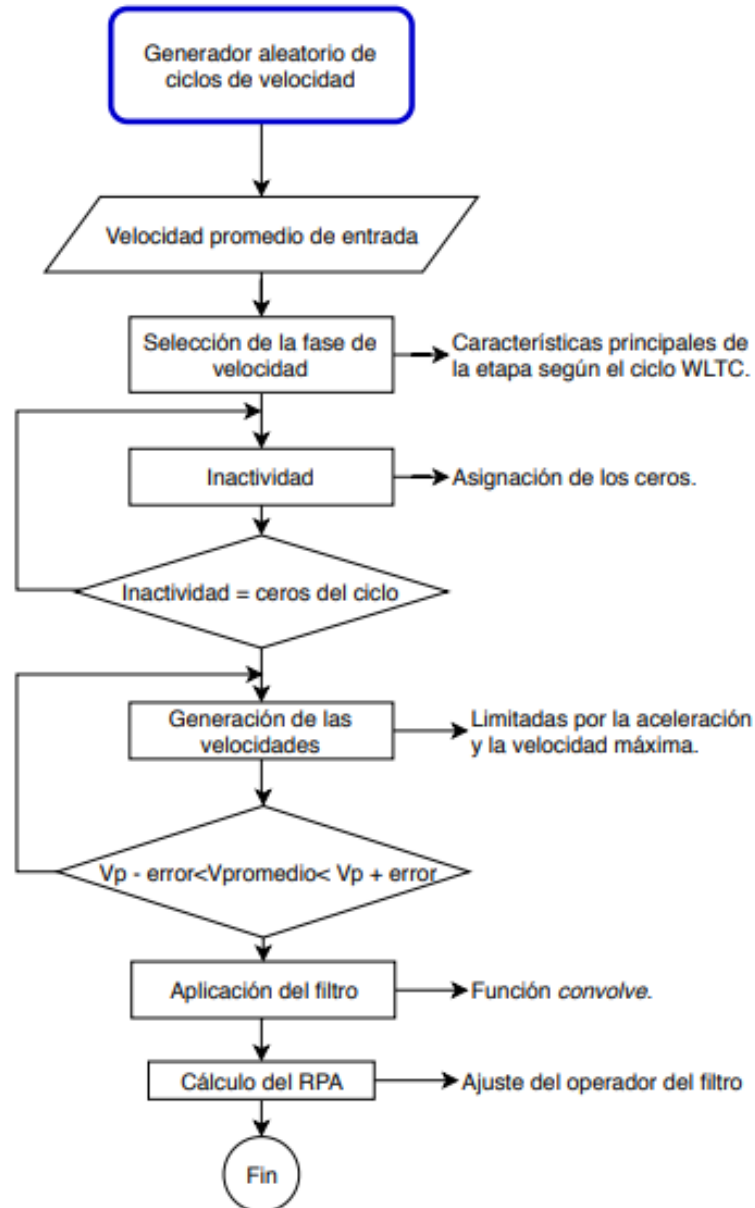 Generador aleatorio de
ciclos de velocidad
Velocidad promedio de entrada
Selección de la fase de
velocidad
Características principales de
la etapa según el ciclo WLTC.
Inactividad
Asignación de los ceros.
Inactividad = ceros del ciclo
Generación de las
velocidades
Limitadas por la aceleración
y la velocidad máxima.
Vp - error<Vpromedio< Vp + error
Aplicación del filtro
Función convolve.
Cálculo del RPA
Ajuste del operador del filtro
Fin